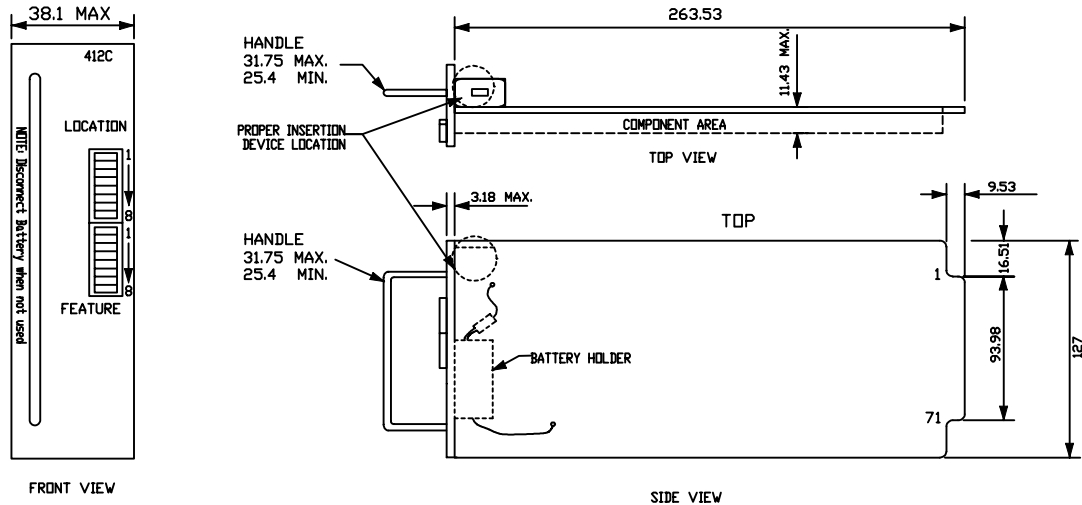 38.1 MAX
412C
LOCATION
1
8
1
8
FEATURE
NOTE: Disconnect Battery when not used
FRONT VIEW
263.53
HANDLE
31.75 MAX.
25.4 MIN.
11.43 MAX.
PROPER INSERTION
DEVICE LOCATION
COMPONENT AREA
TOP VIEW
3.18 MAX.
9.53
TOP
HANDLE
31.75 MAX.
25.4 MIN.
16.51
1
BATTERY HOLDER
93.98
127
71
SIDE VIEW